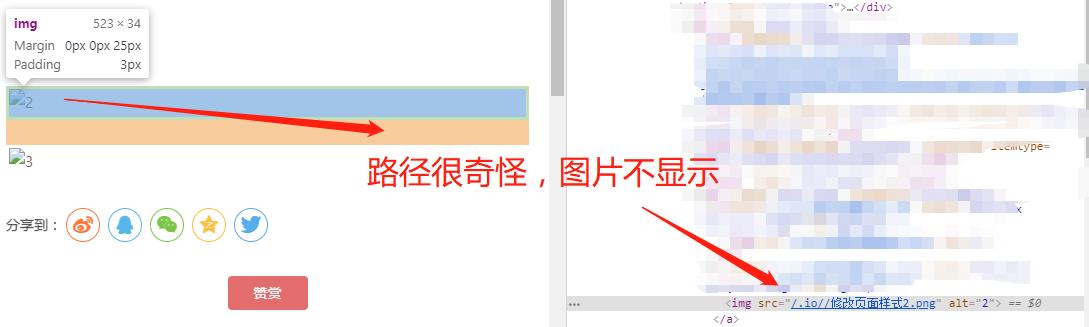 img 523 × 34
Margin 0px 0px 25px
Padding 3px
2
3
路径很奇怪，图片不显示
分享到：
赞赏
">…</div>
itemtype=
x
<img src="/.io//修改页面样式2.png" alt="2"> == $0
</a>